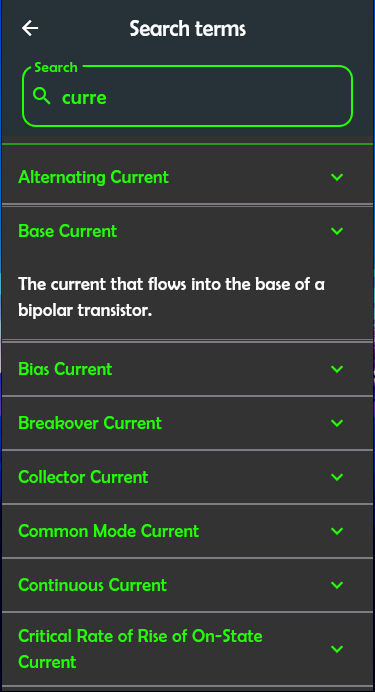 Search terms
Search
curre
Alternating Current
Base Current
The current that flows into the base of a
bipolar transistor.
Bias Current
Breakover Current
Collector Current
Common Mode Current
Continuous Current
Critical Rate of Rise of On-State
Current